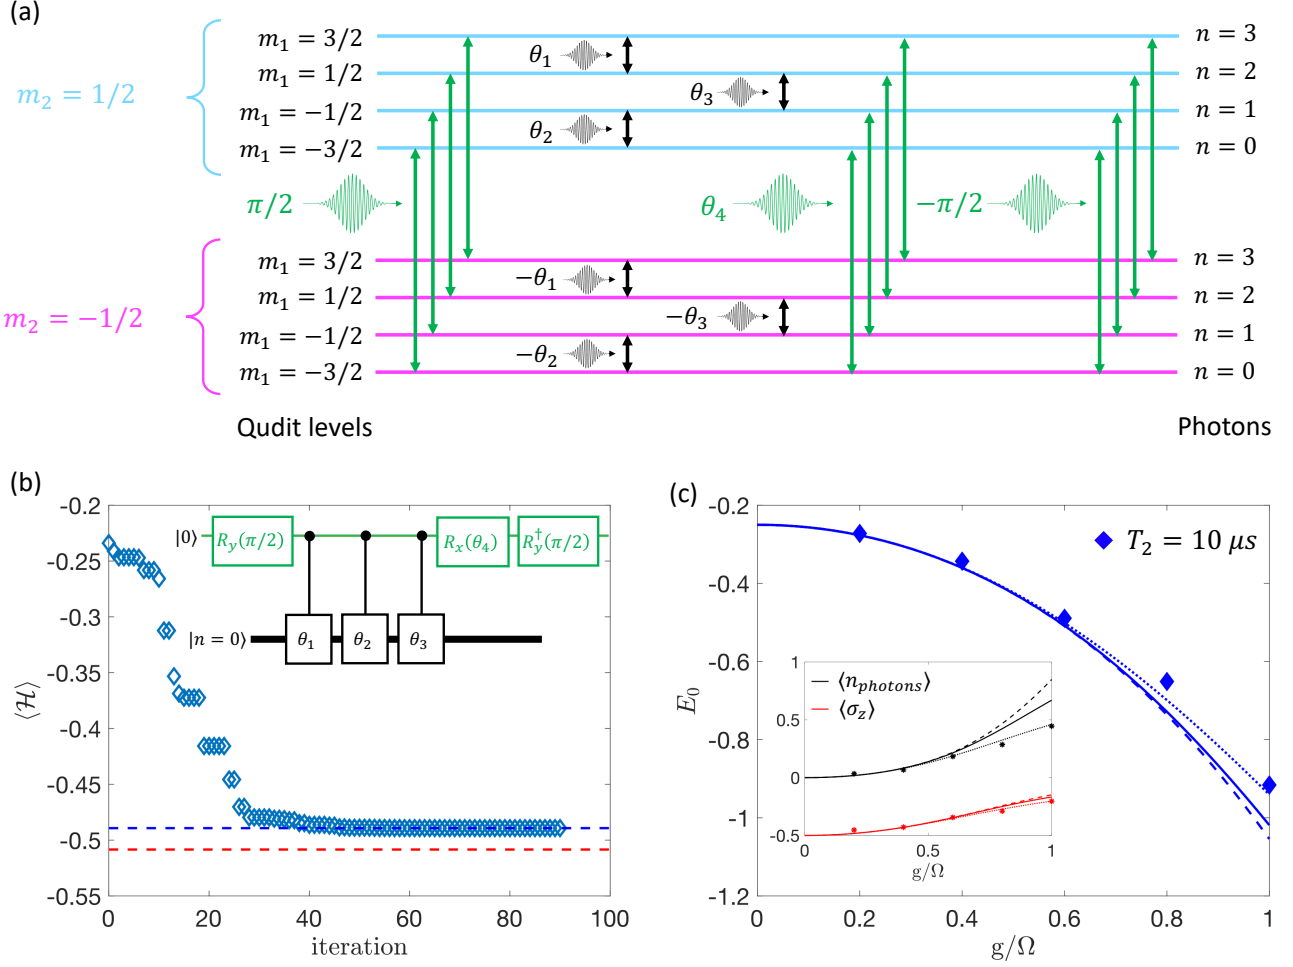 (a)
m₁ = 3/2 θ₁ n = 3
m₁ = 1/2 θ₃ n = 2
m₂ = 1/2
m₁ = −1/2 θ₂ n = 1
m₁ = −3/2 n = 0
π/2 θ₄ −π/2
m₁ = 3/2 −θ₁ n = 3
m₁ = 1/2 −θ₃ n = 2
m₂ = −1/2
m₁ = −1/2 −θ₂ n = 1
m₁ = −3/2 n = 0
Qudit levels Photons
(b)
-0.2
-0.25
-0.3
-0.35
-0.4
-0.45
-0.5
-0.55
⟨ℋ⟩
|0⟩ R_y(π/2) R_x(θ₄) R_y†(π/2)
|n = 0⟩ θ₁ θ₂ θ₃
0 20 40 60 80 100
iteration
(c)
-0.2
-0.4
-0.6
-0.8
-1
-1.2
E₀
T₂ = 10 μs
1
0.5
0
-0.5
⟨n_photons⟩
⟨σ_z⟩
0 0.5 1
g/Ω
0 0.2 0.4 0.6 0.8 1
g/Ω